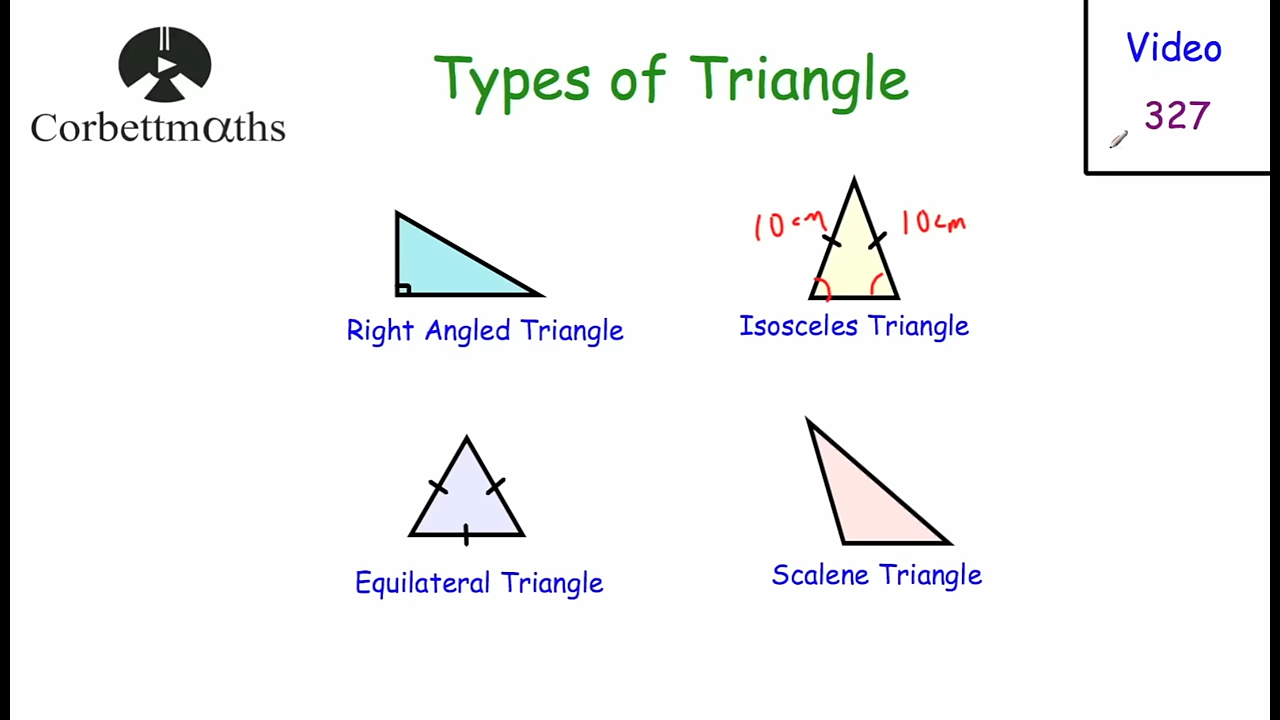 Corbettmαths
Types of Triangle
Video
327
10cm
10cm
Right Angled Triangle
Isosceles Triangle
Equilateral Triangle
Scalene Triangle